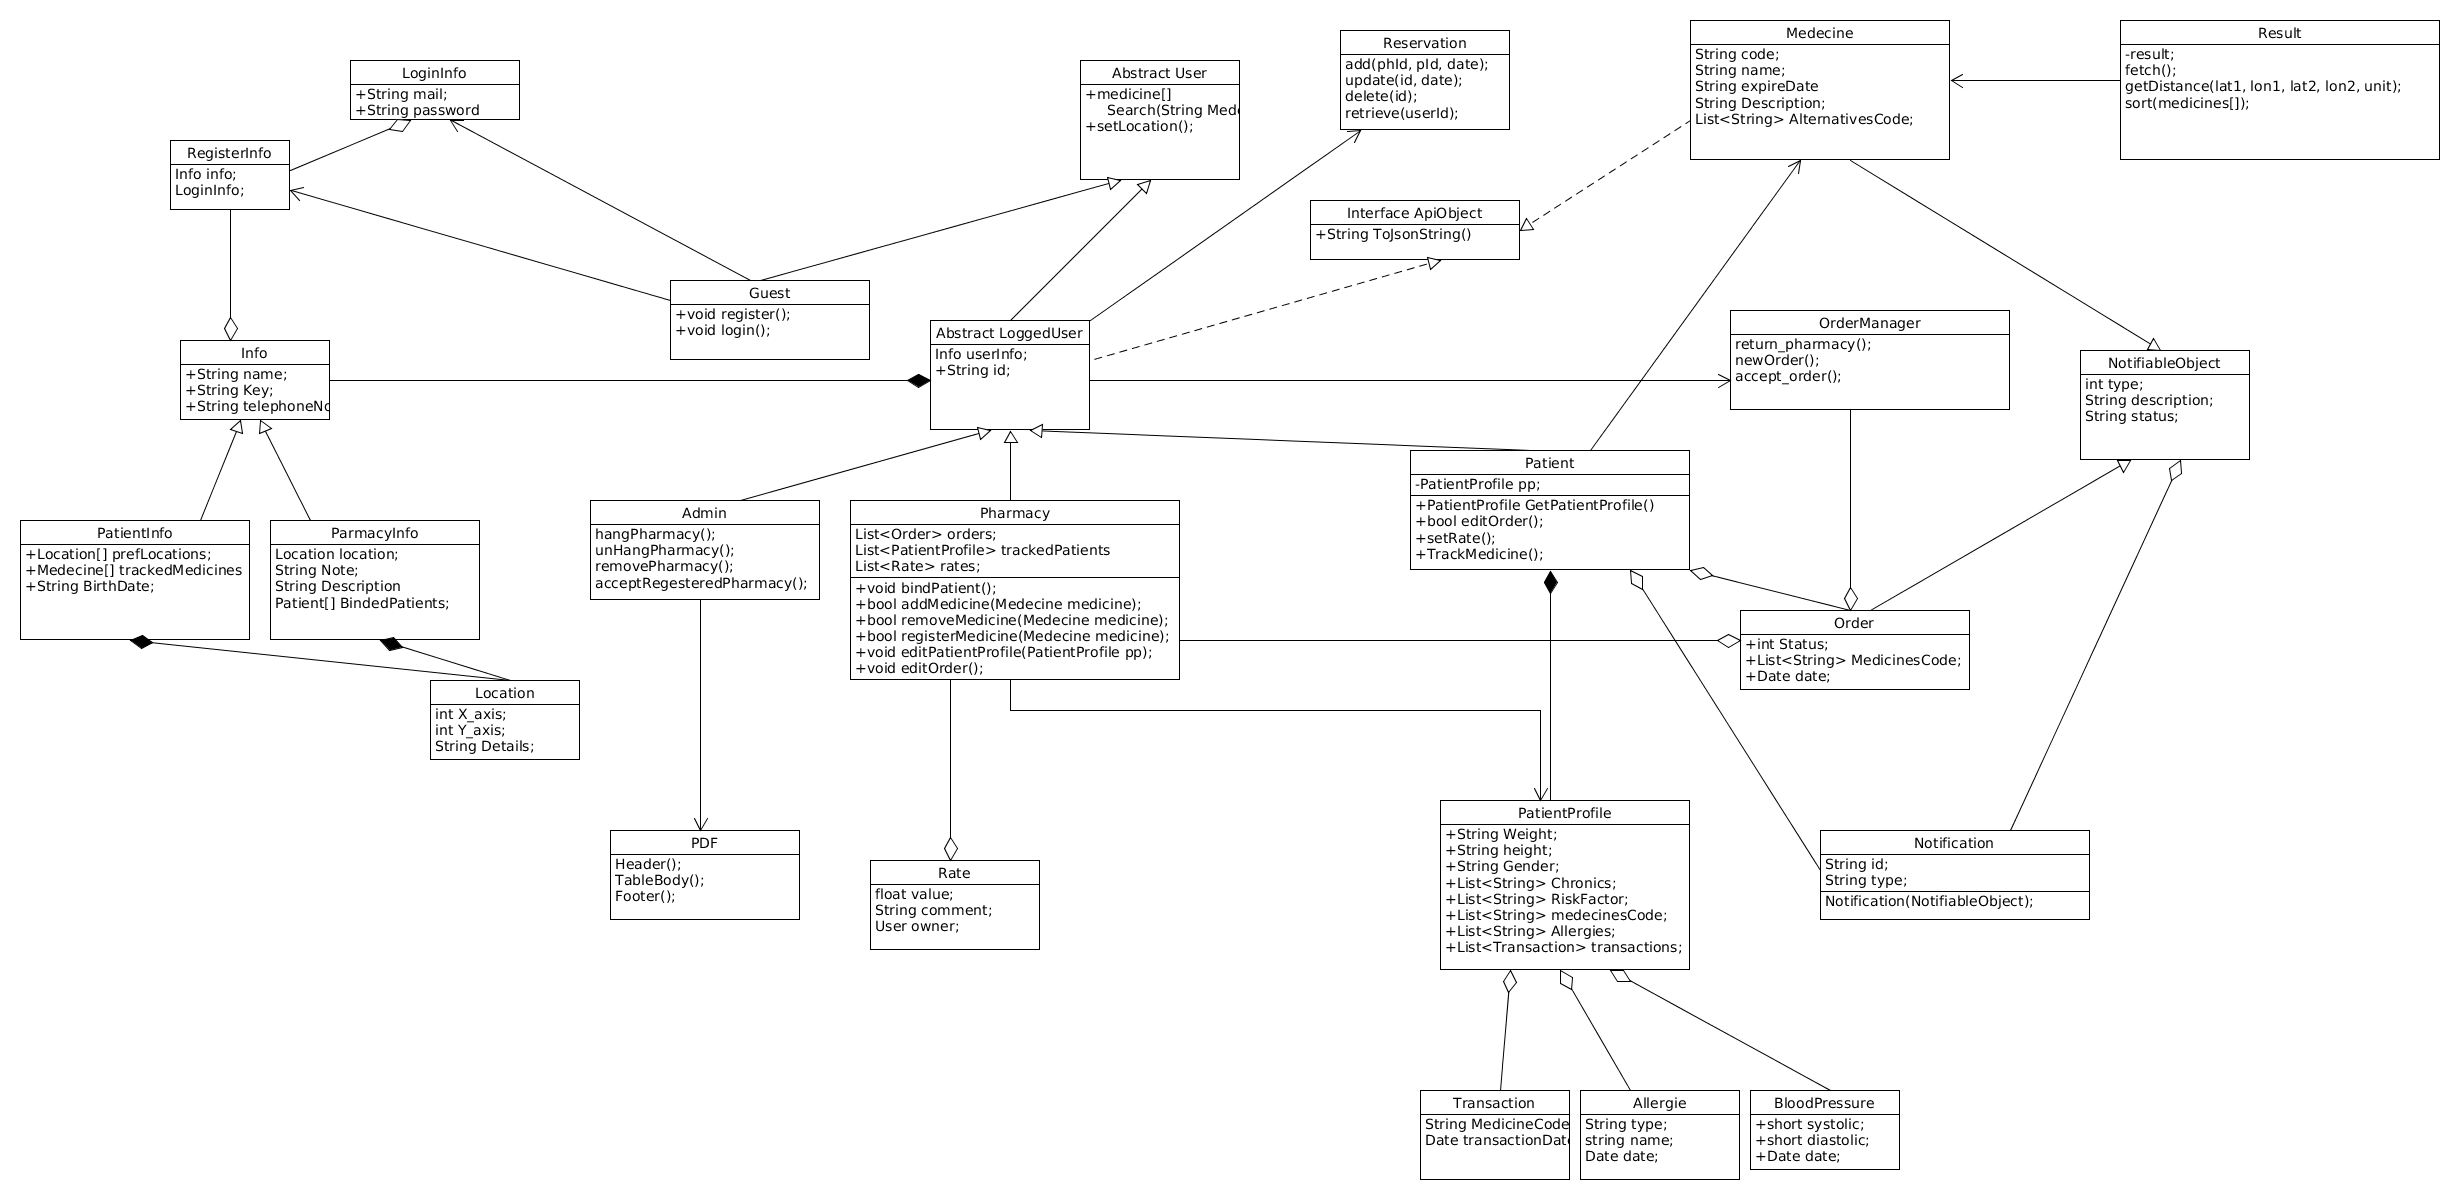 LoginInfo
+String mail;
+String password
RegisterInfo
Info info;
LoginInfo;
Abstract User
+medicine[]
Search(String
+setLocation();
Reservation
add(phId, pId, date);
update(id, date);
delete(id);
retrieve(userId);
Medecine
String code;
String name;
String expireDate
String Description;
List<String> AlternativesCode;
Result
-result;
fetch();
getDistance(lat1, lon1, lat2, lon2, unit);
sort(medicines[]);
Interface ApiObject
+String ToJsonString()
Guest
+void register();
+void login();
Abstract LoggedUser
Info userInfo;
+String id;
OrderManager
return_pharmacy();
newOrder();
accept_order();
Info
+String name;
+String Key;
+String
NotifiableObject
int type;
String description;
String status;
PatientInfo
+Location[] prefLocations;
+Medecine[] trackedMedicines
+String BirthDate;
ParmacyInfo
Location location;
String Note;
String Description
Patient[] BindedPatients;
Admin
hangPharmacy();
unHangPharmacy();
removePharmacy();
acceptRegesteredPharmacy();
Pharmacy
List<Order> orders;
List<PatientProfile> trackedPatients
List<Rate> rates;
+void bindPatient();
+bool addMedicine(Medecine medicine);
+bool removeMedicine(Medecine medicine);
+bool registerMedicine(Medecine medicine);
+void editPatientProfile(PatientProfile pp);
+void editOrder();
Patient
-PatientProfile pp;
+PatientProfile GetPatientProfile()
+bool editOrder();
+setRate();
+TrackMedicine();
Order
+int Status;
+List<String> MedicinesCode;
+Date date;
Location
int X_axis;
int Y_axis;
String Details;
PDF
Header();
TableBody();
Footer();
Rate
float value;
String comment;
User owner;
PatientProfile
+String Weight;
+String height;
+String Gender;
+List<String> Chronics;
+List<String> RiskFactor;
+List<String> medecinesCode;
+List<String> Allergies;
+List<Transaction> transactions;
Notification
String id;
String type;
Notification(NotifiableObject);
Transaction
String MedicineCode
Date
Allergie
String type;
string name;
Date date;
BloodPressure
+short systolic;
+short diastolic;
+Date date;